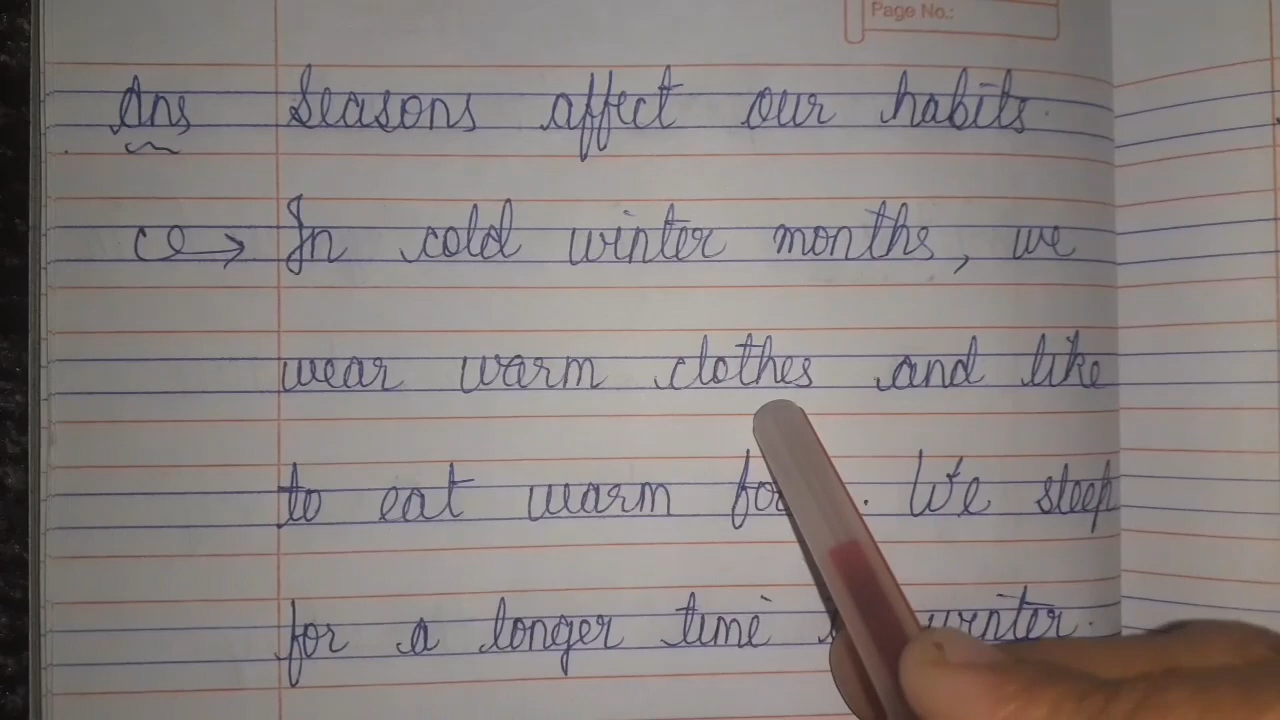 Page No.:
Ans Seasons affect our habits.
In cold winter months, we
wear warm clothes and like
to eat warm . We sleep
for a longer time winter.